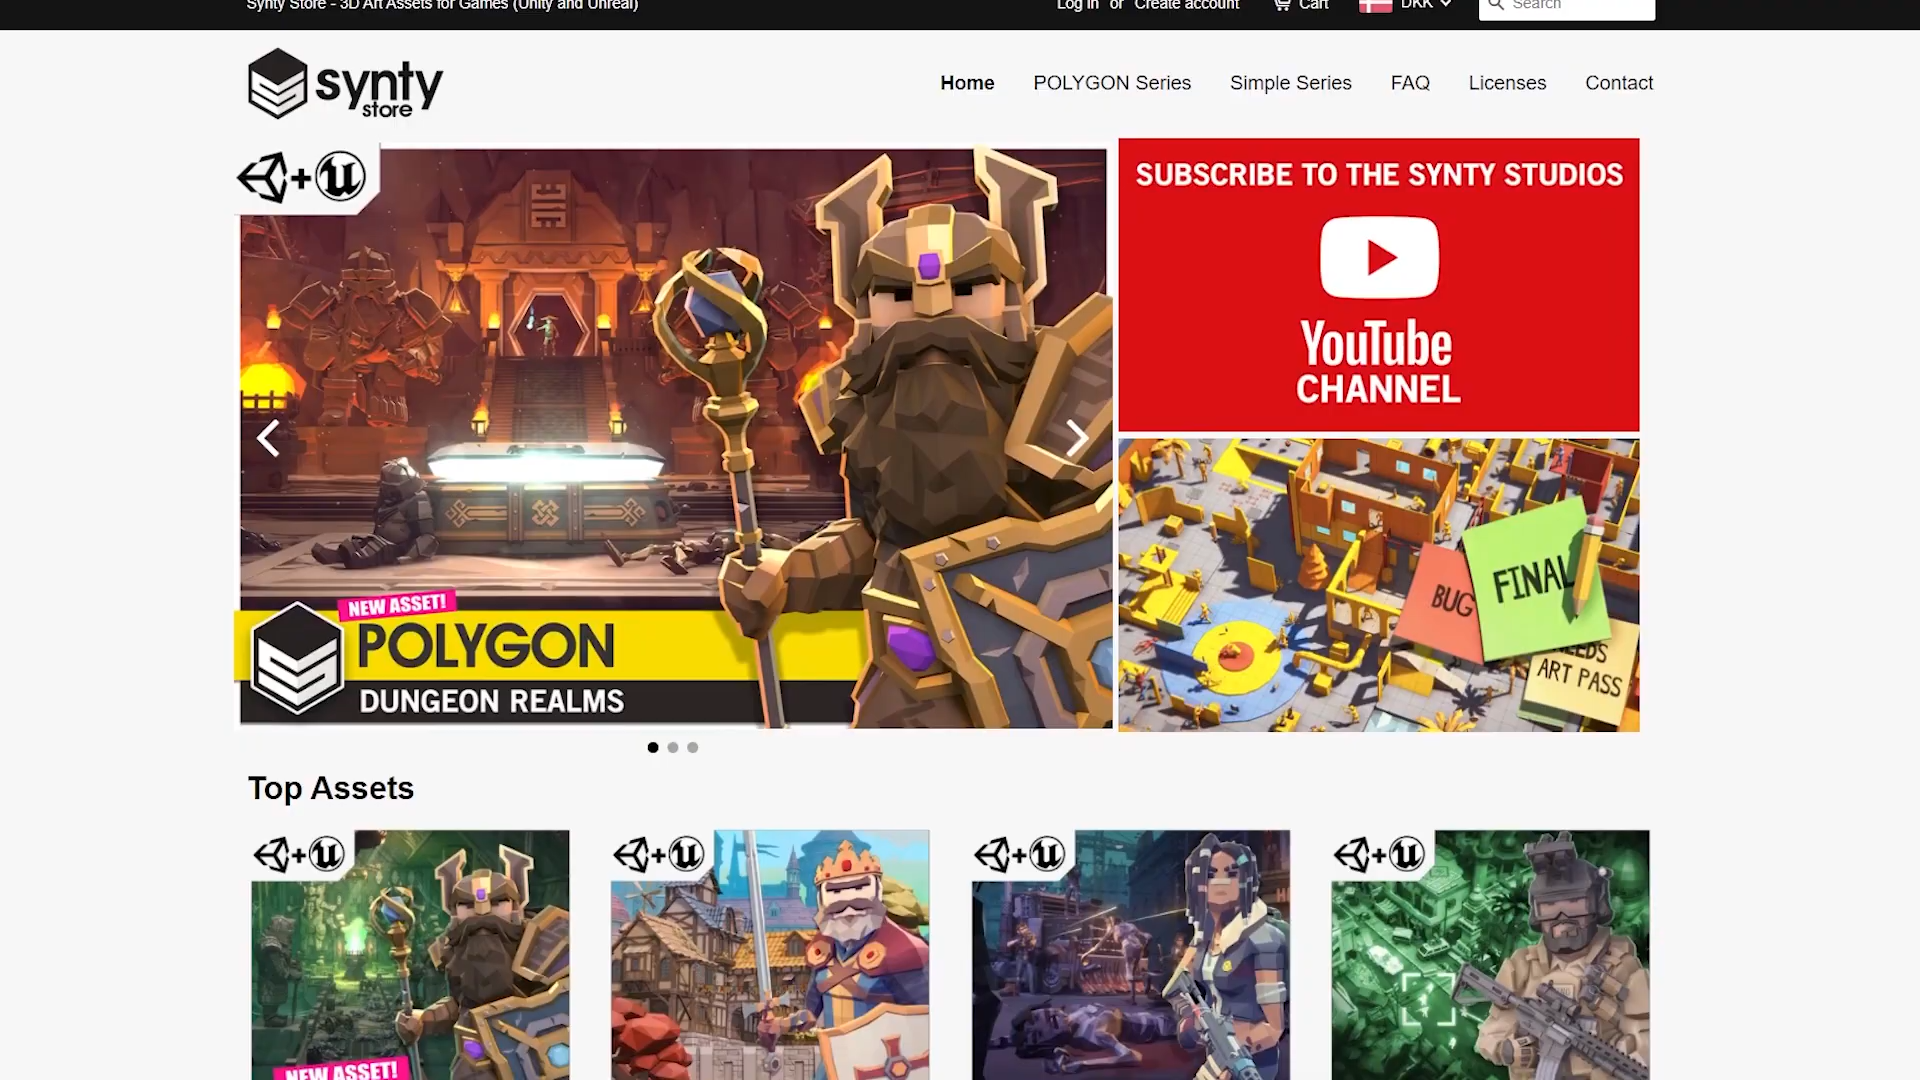 Synty Store - 3D Art Assets for Games (Unity and Unreal)
Log in or Create account
Cart
DKK
Search
synty
store
Home
POLYGON Series
Simple Series
FAQ
Licenses
Contact
NEW ASSET!
POLYGON
DUNGEON REALMS
SUBSCRIBE TO THE SYNTY STUDIOS
YouTube
CHANNEL
BUG
FINAL
NEEDS
ART PASS
Top Assets
NEW ASSET!